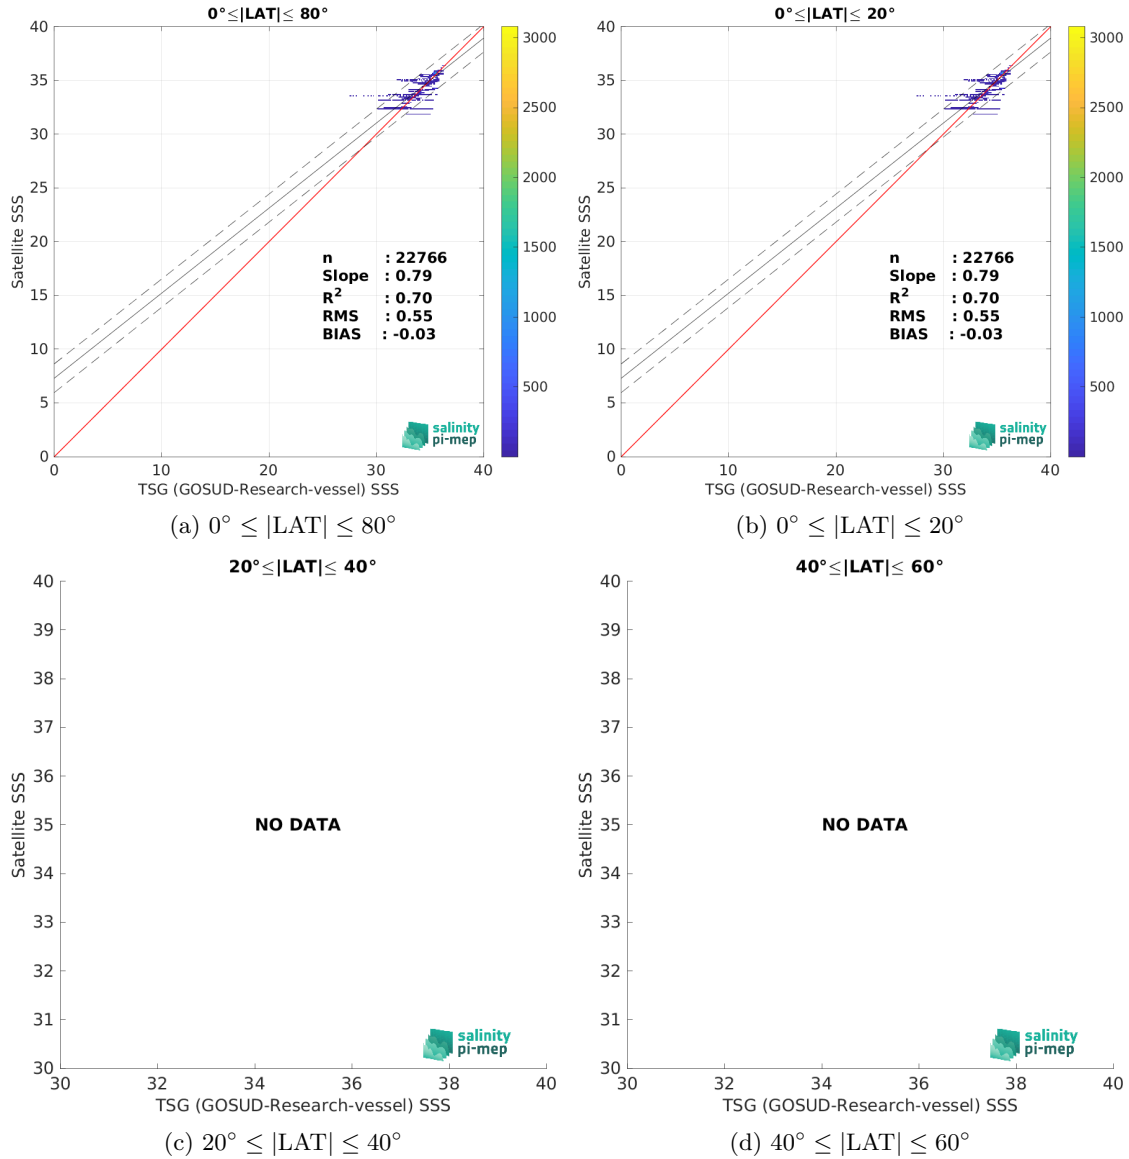 0°≤|LAT|≤ 80°
40
35
30
25
20
15
10
5
0
0
10
20
30
40
Satellite SSS
TSG (GOSUD-Research-vessel) SSS
n : 22766
Slope : 0.79
R² : 0.70
RMS : 0.55
BIAS : -0.03
salinity
pi-mep
3000
2500
2000
1500
1000
500
(a) 0° ≤ |LAT| ≤ 80°
0°≤|LAT|≤ 20°
40
35
30
25
20
15
10
5
0
0
10
20
30
40
Satellite SSS
TSG (GOSUD-Research-vessel) SSS
n : 22766
Slope : 0.79
R² : 0.70
RMS : 0.55
BIAS : -0.03
salinity
pi-mep
3000
2500
2000
1500
1000
500
(b) 0° ≤ |LAT| ≤ 20°
20°≤|LAT|≤ 40°
40
39
38
37
36
35
34
33
32
31
30
30
32
34
36
38
40
Satellite SSS
NO DATA
salinity
pi-mep
TSG (GOSUD-Research-vessel) SSS
(c) 20° ≤ |LAT| ≤ 40°
40°≤|LAT|≤ 60°
40
39
38
37
36
35
34
33
32
31
30
30
32
34
36
38
40
Satellite SSS
NO DATA
salinity
pi-mep
TSG (GOSUD-Research-vessel) SSS
(d) 40° ≤ |LAT| ≤ 60°